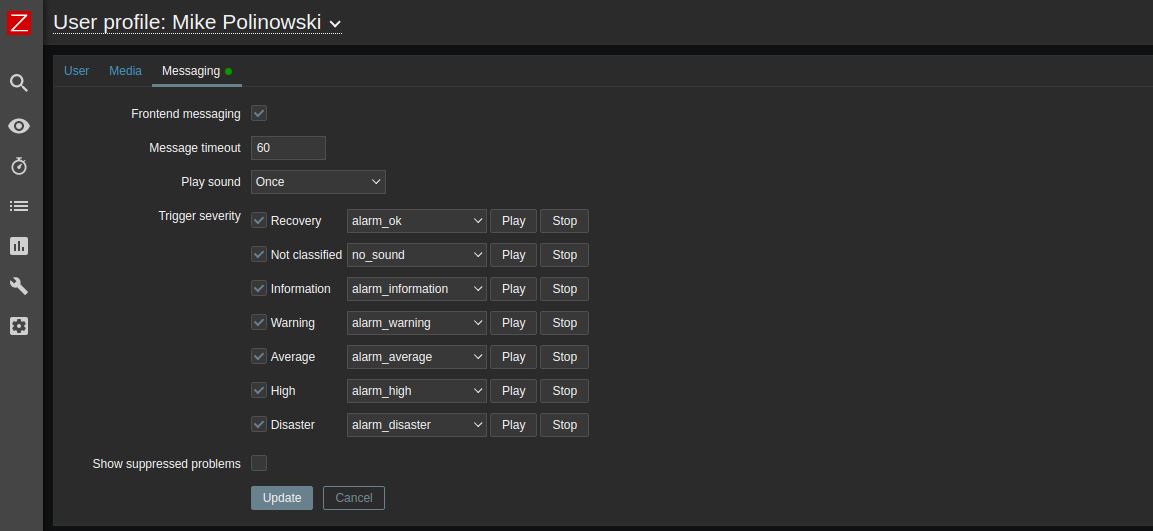 Z
User profile: Mike Polinowski
User Media Messaging
Frontend messaging
Message timeout 60
Play sound Once
Trigger severity Recovery alarm_ok Play Stop
Not classified no_sound Play Stop
Information alarm_information Play Stop
Warning alarm_warning Play Stop
Average alarm_average Play Stop
High alarm_high Play Stop
Disaster alarm_disaster Play Stop
Show suppressed problems
Update Cancel